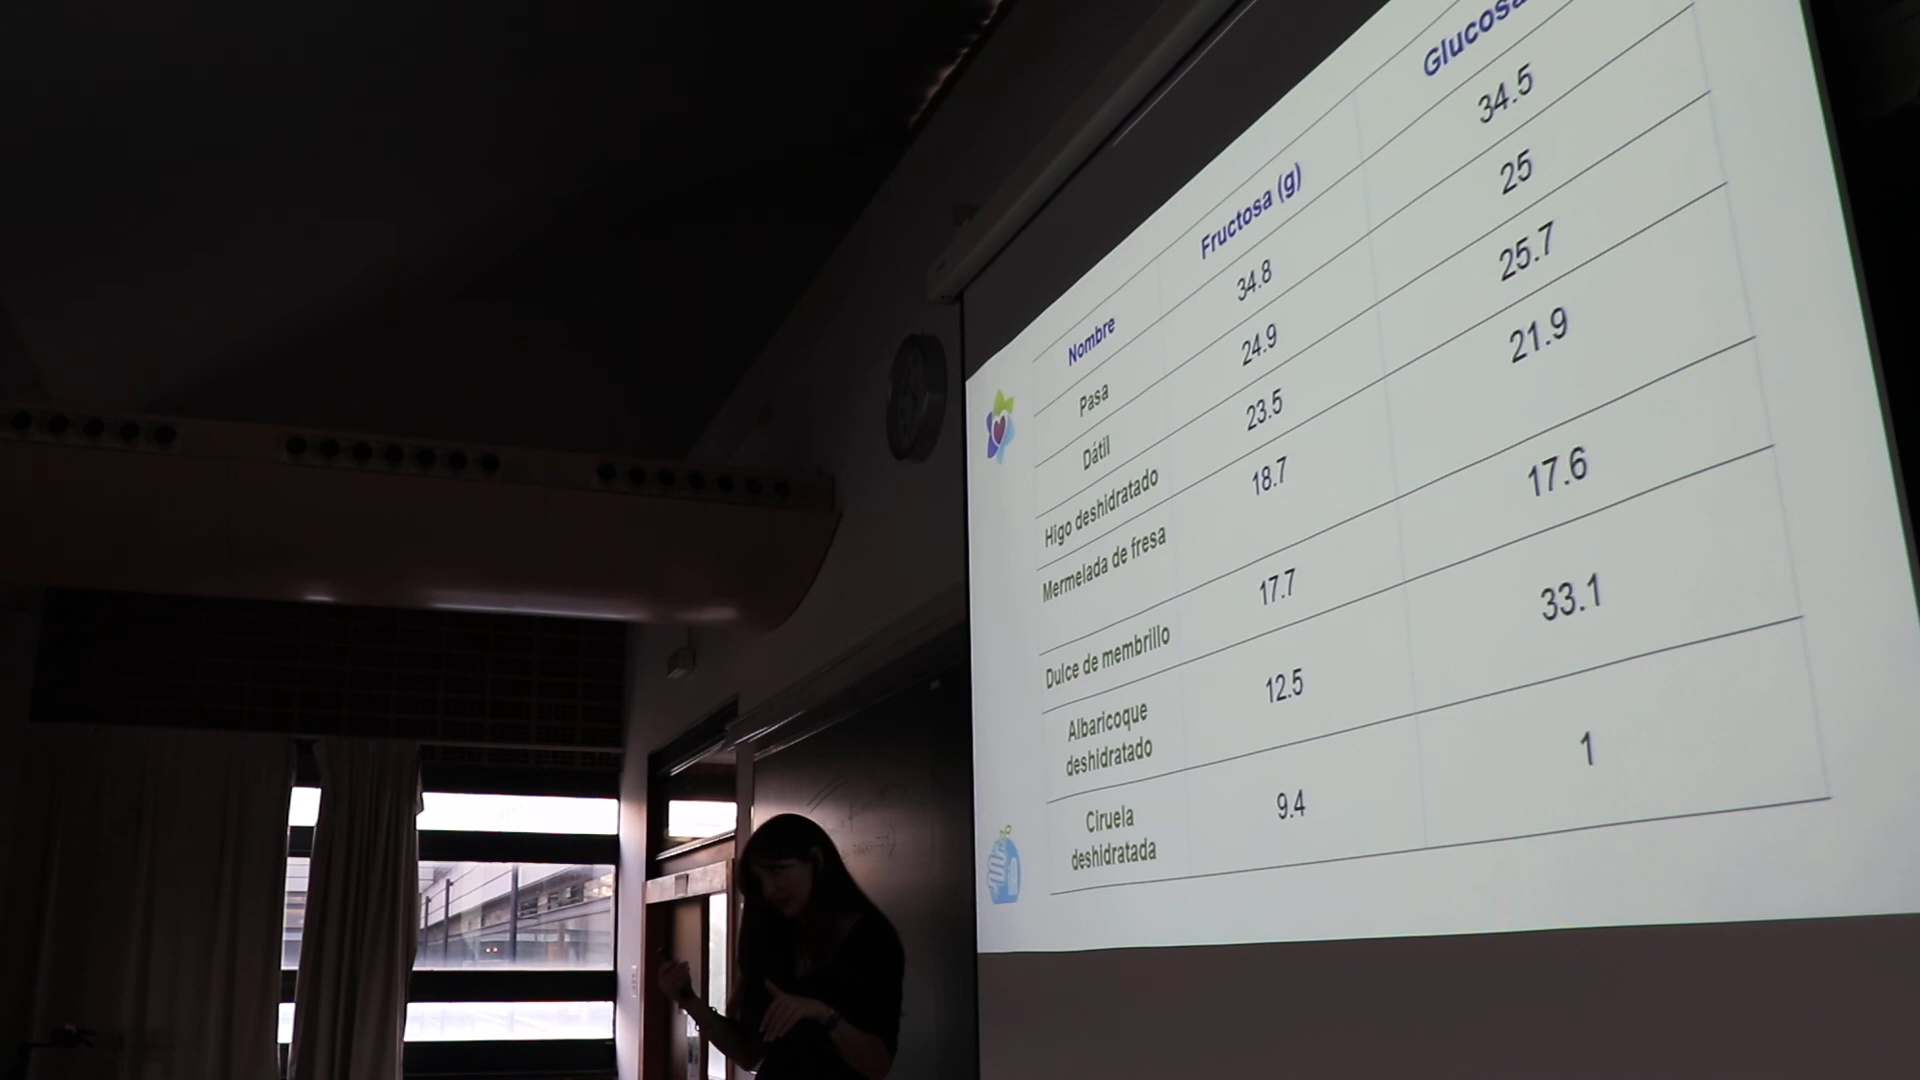 Nombre Fructosa (g) Glucosa
Pasa 34.8 34.5
Dátil 24.9 25
Higo deshidratado 23.5 25.7
Mermelada de fresa 18.7 21.9
Dulce de membrillo 17.7 17.6
Albaricoque
deshidratado 12.5 33.1
Ciruela
deshidratada 9.4 1